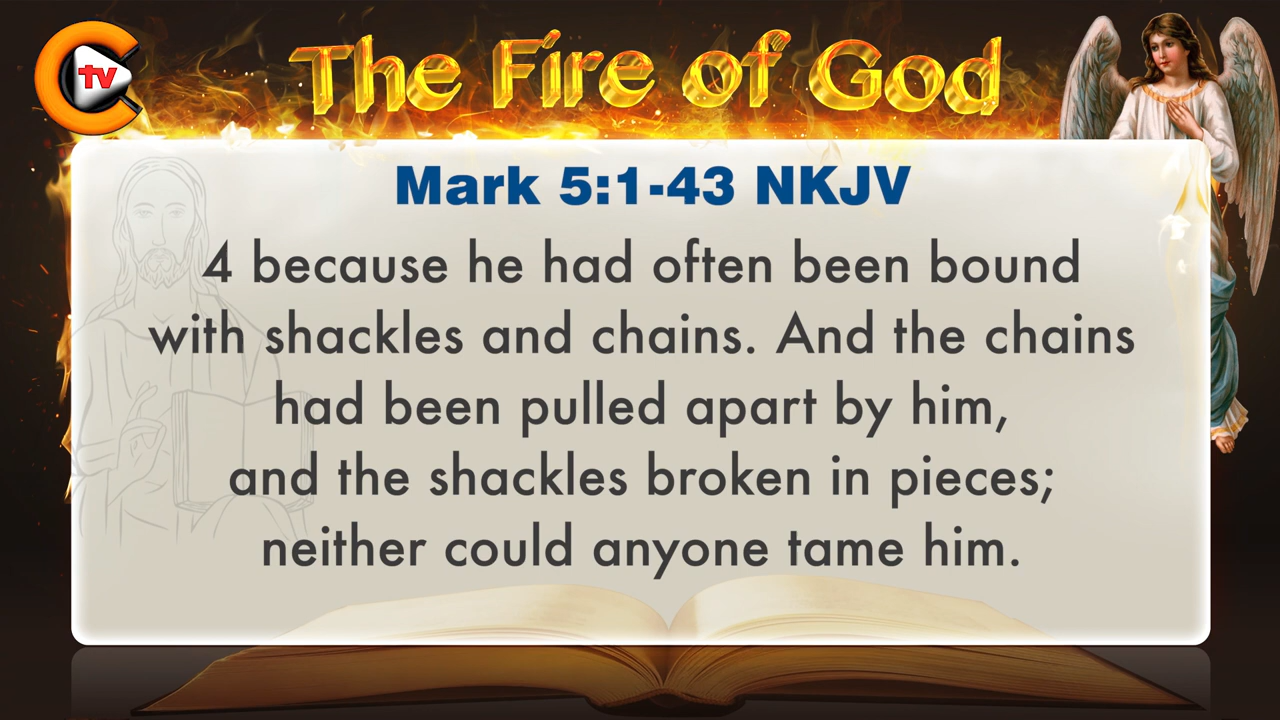 tv
The Fire of God
Mark 5:1-43 NKJV
4 because he had often been bound
with shackles and chains. And the chains
had been pulled apart by him,
and the shackles broken in pieces;
neither could anyone tame him.